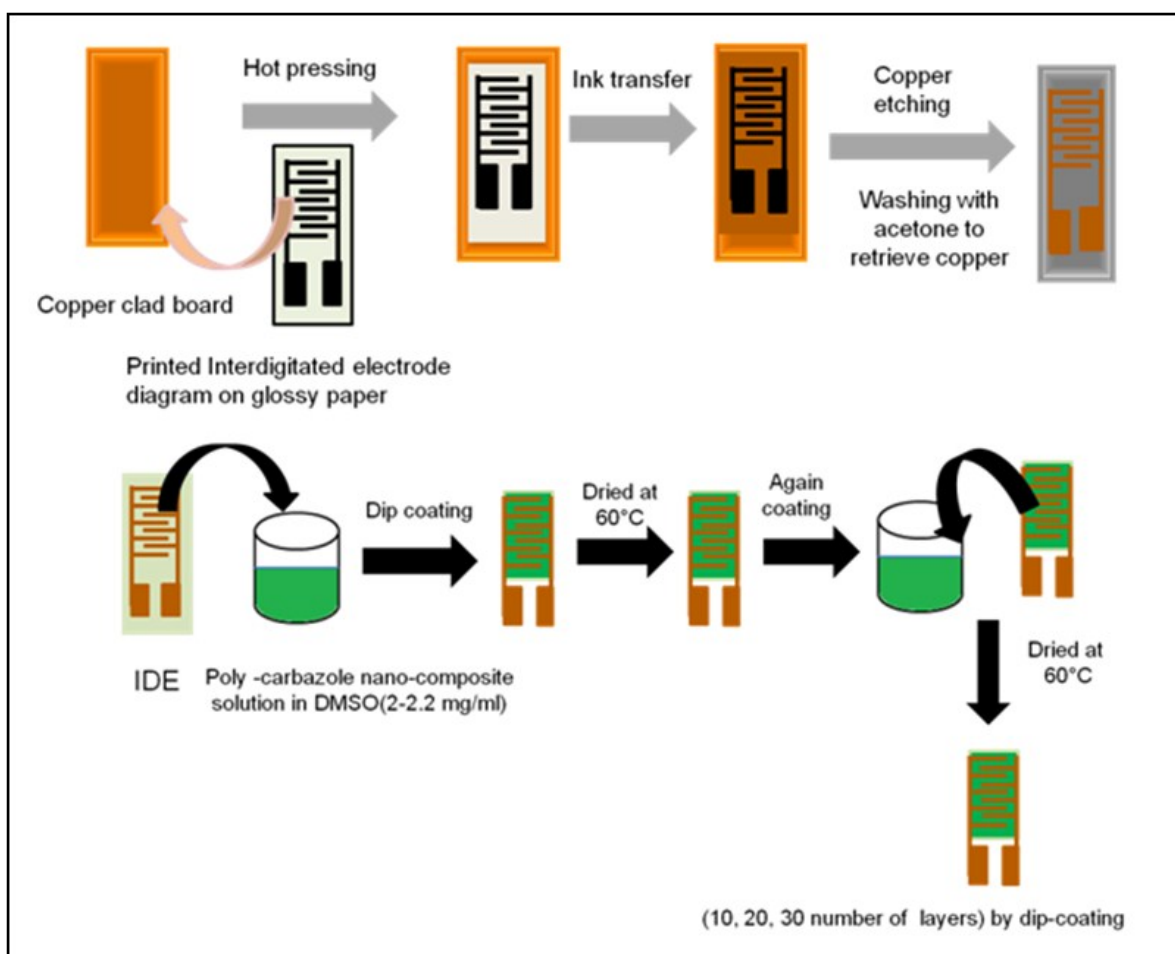 Hot pressing
Ink transfer
Copper
etching
Washing with
acetone to
retrieve copper
Copper clad board
Printed Interdigitated electrode
diagram on glossy paper
Dip coating
Dried at
60°C
Again
coating
IDE
Poly -carbazole nano-composite
solution in DMSO(2-2.2 mg/ml)
Dried at
60°C
(10, 20, 30 number of layers) by dip-coating